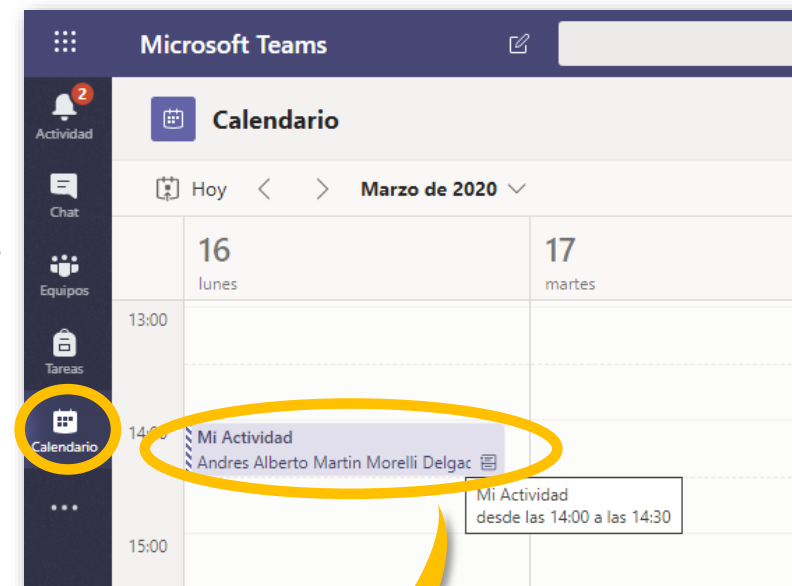 Microsoft Teams
2
Actividad
Calendario
Chat
Hoy
Marzo de 2020
Equipos
16
lunes
17
martes
Tareas
13:00
Calendario
14:00
Mi Actividad
Andres Alberto Martin Morelli Delgac
Mi Actividad
desde las 14:00 a las 14:30
15:00